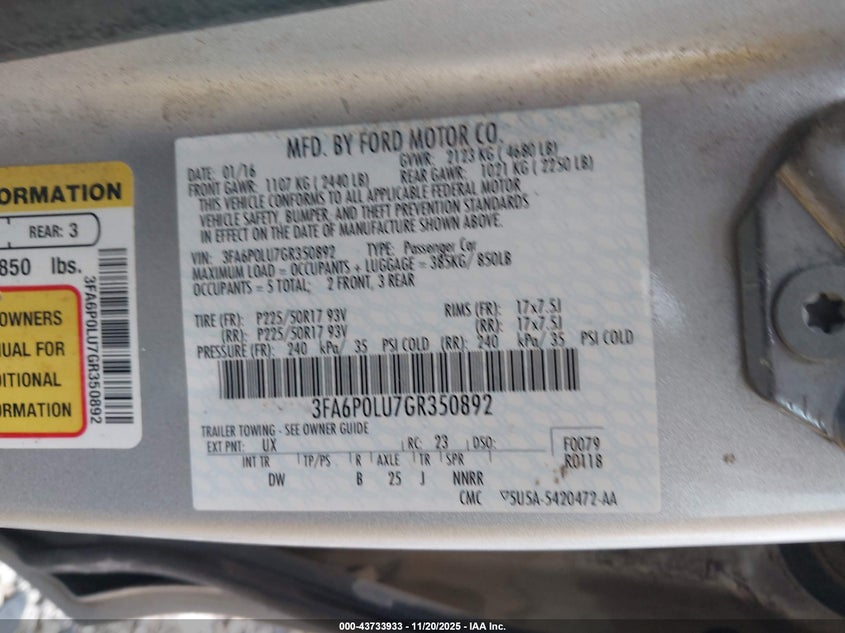 ORMATION
REAR: 3
850 lbs.
OWNERS
NUAL FOR
DITIONAL
FORMATION
3FA6P0LU7GR350892
MFD. BY FORD MOTOR CO.
DATE: 01/16 GVWR: 2123 KG ( 4680 LB)
FRONT GAWR: 1107 KG ( 2440 LB) REAR GAWR: 1021 KG ( 2250 LB)
THIS VEHICLE CONFORMS TO ALL APPLICABLE FEDERAL MOTOR
VEHICLE SAFETY, BUMPER, AND THEFT PREVENTION STANDARDS
IN EFFECT ON THE DATE OF MANUFACTURE SHOWN ABOVE.
VIN: 3FA6P0LU7GR350892 TYPE: Passenger Car
MAXIMUM LOAD = OCCUPANTS + LUGGAGE = 385KG/ 850LB
OCCUPANTS = 5 TOTAL; 2 FRONT, 3 REAR
TIRE (FR): P225/50R17 93V RIMS (FR): 17x7.5J
(RR): P225/50R17 93V (RR): 17x7.5J
PRESSURE (FR): 240 kPa/ 35 PSI COLD (RR): 240 kPa/ 35 PSI COLD
3FA6P0LU7GR350892
TRAILER TOWING - SEE OWNER GUIDE
EXT PNT: UX RC: 23 DSO: F0079
INT TR TP/PS R AXLE TR SPR R0118
DW B 25 J NNRR
CMC 5U5A-5420472-AA
000-43733933 - 11/20/2025 - IAA Inc.